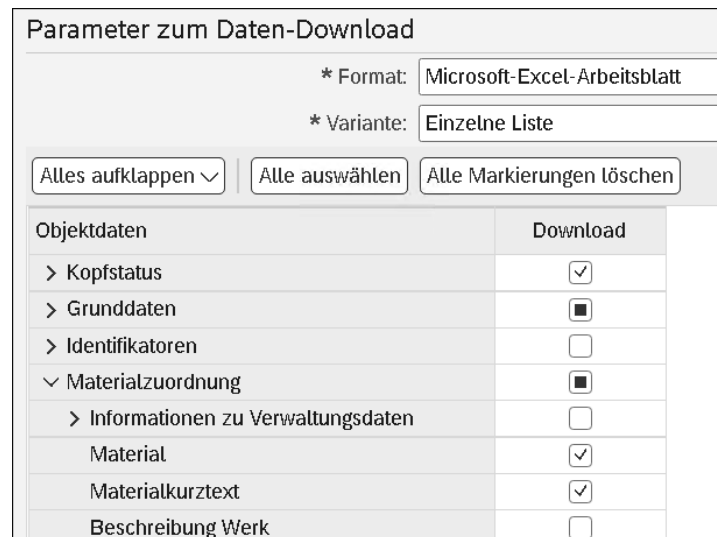 Parameter zum Daten-Download
* Format: Microsoft-Excel-Arbeitsblatt
* Variante: Einzelne Liste
Alles aufklappen Alle auswählen Alle Markierungen löschen
Objektdaten Download
Kopfstatus
Grunddaten
Identifikatoren
Materialzuordnung
Informationen zu Verwaltungsdaten
Material
Materialkurztext
Beschreibung Werk